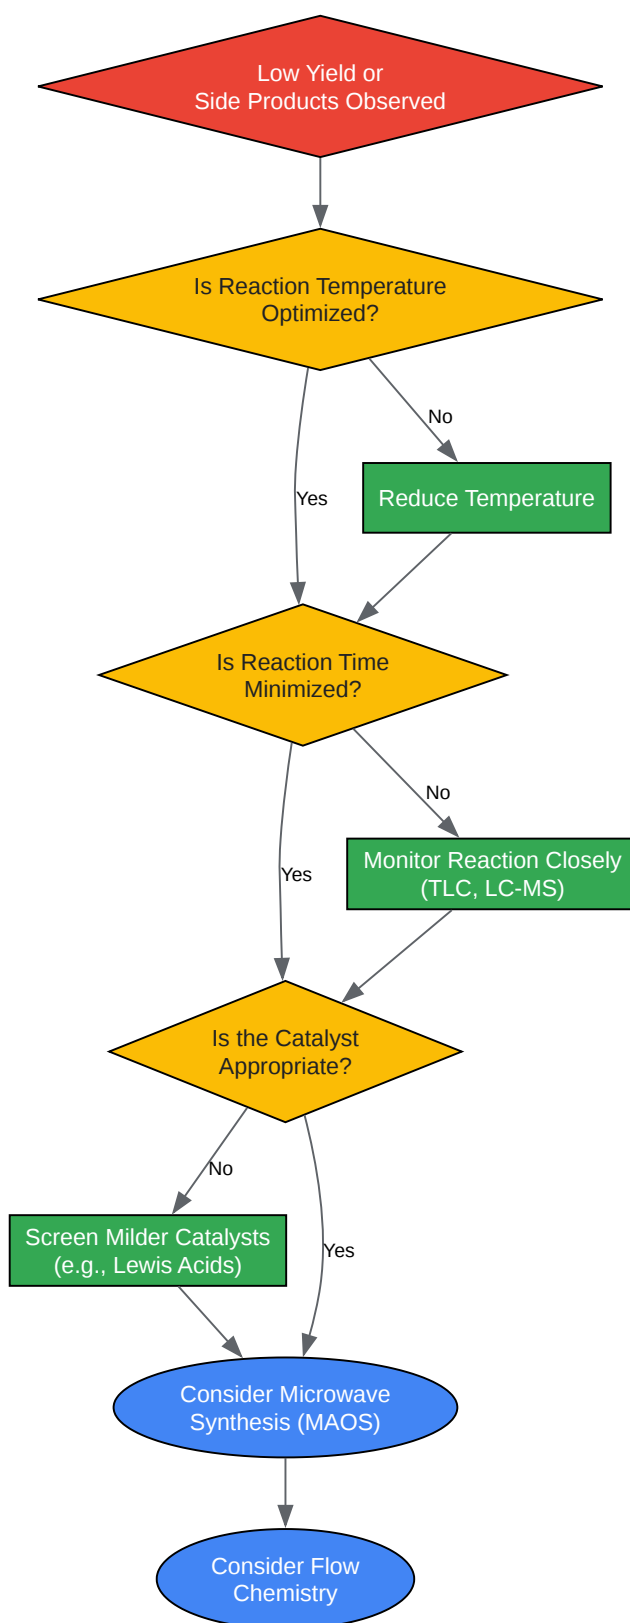 Low Yield or
Side Products Observed
Is Reaction Temperature
Optimized?
No
Yes
Reduce Temperature
Is Reaction Time
Minimized?
No
Yes
Monitor Reaction Closely
(TLC, LC-MS)
Is the Catalyst
Appropriate?
No
Screen Milder Catalysts
(e.g., Lewis Acids)
Yes
Consider Microwave
Synthesis (MAOS)
Consider Flow
Chemistry